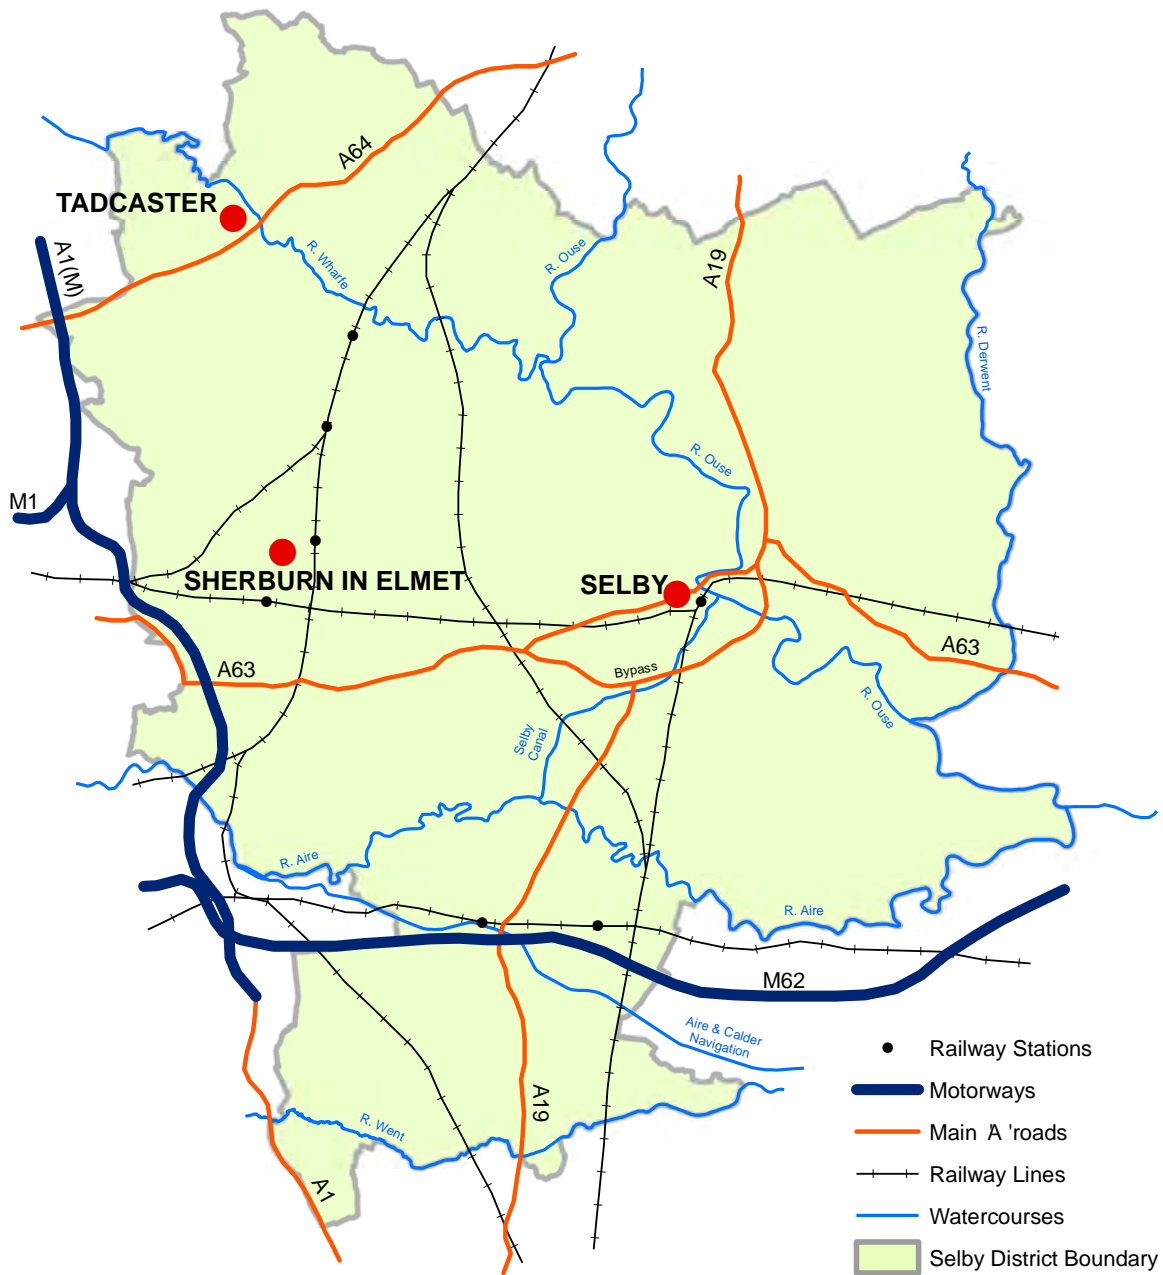 A64
TADCASTER
A1(M)
R. Wharfe
R. Ouse
A19
R. Derwent
R. Ouse
M1
SHERBURN IN ELMET
SELBY
A63
A63
Bypass
R. Ouse
Selby
Canal
R. Aire
R. Aire
M62
Aire & Calder
Navigation
A19
R. Went
A1
Railway Stations
Motorways
Main 'A 'roads
Railway Lines
Watercourses
Selby District Boundary